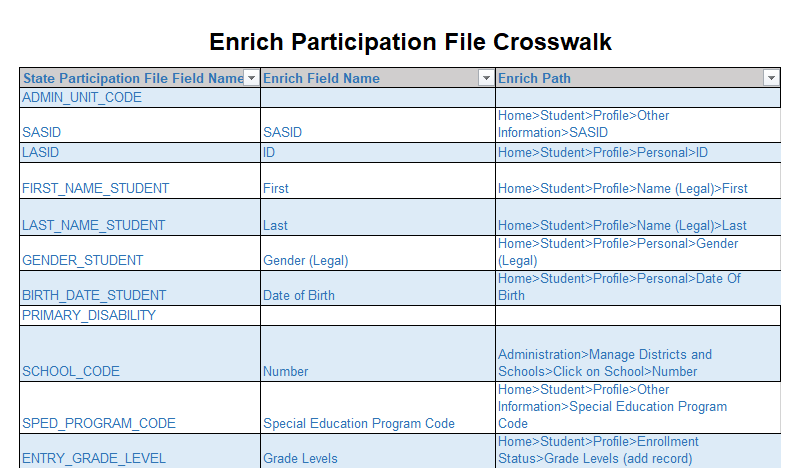 Enrich Participation File Crosswalk
State Participation File Field Name Enrich Field Name Enrich Path
ADMIN_UNIT_CODE
Home>Student>Profile>Other
SASID SASID Information>SASID
LASID ID Home>Student>Profile>Personal>ID
FIRST_NAME_STUDENT First Home>Student>Profile>Name (Legal)>First
LAST_NAME_STUDENT Last Home>Student>Profile>Name (Legal)>Last
Home>Student>Profile>Personal>Gender
GENDER_STUDENT Gender (Legal) (Legal)
Home>Student>Profile>Personal>Date Of
BIRTH_DATE_STUDENT Date of Birth Birth
PRIMARY_DISABILITY
Administration>Manage Districts and
SCHOOL_CODE Number Schools>Click on School>Number
Home>Student>Profile>Other
Information>Special Education Program
SPED_PROGRAM_CODE Special Education Program Code Code
Home>Student>Profile>Enrollment
ENTRY_GRADE_LEVEL Grade Levels Status>Grade Levels (add record)